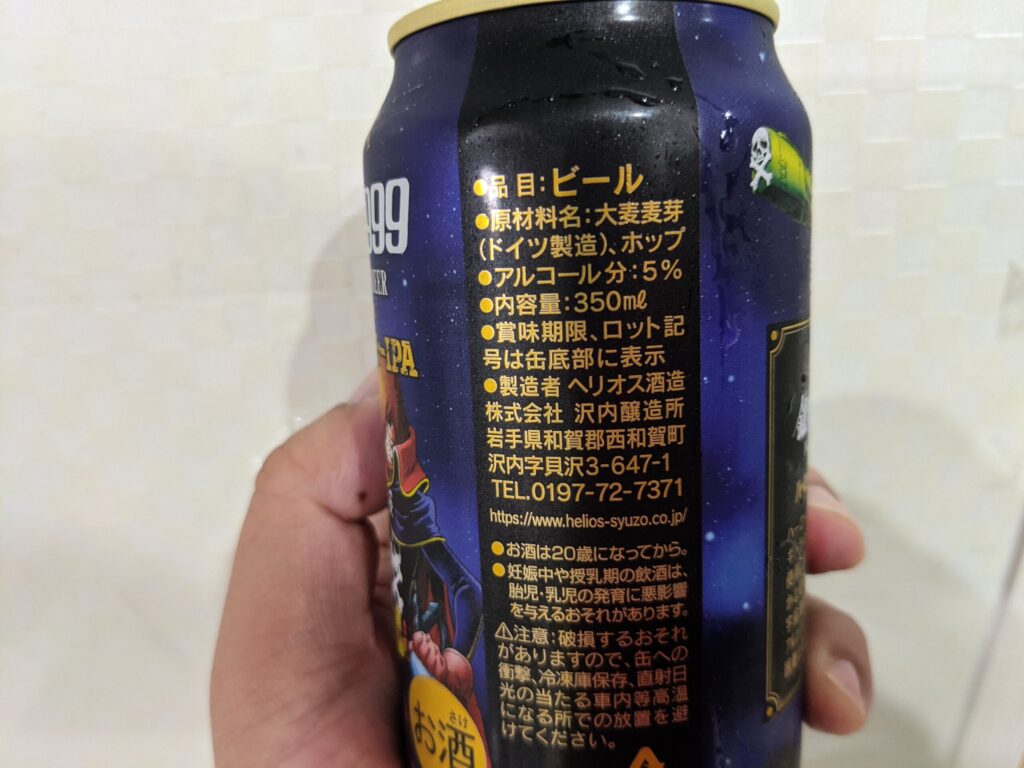 999
IPA
お酒
さけ
●品目：ビール
●原材料名：大麦麦芽
(ドイツ製造)、ホップ
●アルコール分：5%
●内容量：350mℓ
●賞味期限、ロット記
号は缶底部に表示
●製造者 ヘリオス酒造
株式会社 沢内醸造所
岩手県和賀郡西和賀町
沢内字貝沢3-647-1
TEL.0197-72-7371
https://www.helios-syuzo.co.jp/
●お酒は20歳になってから。
●妊娠中や授乳期の飲酒は、
胎児・乳児の発育に悪影響
を与えるおそれがあります。
⚠注意：破損するおそれ
がありますので、缶への
衝撃、冷凍庫保存、直射日
光の当たる車内等高温
になる所での放置を避
けてください。